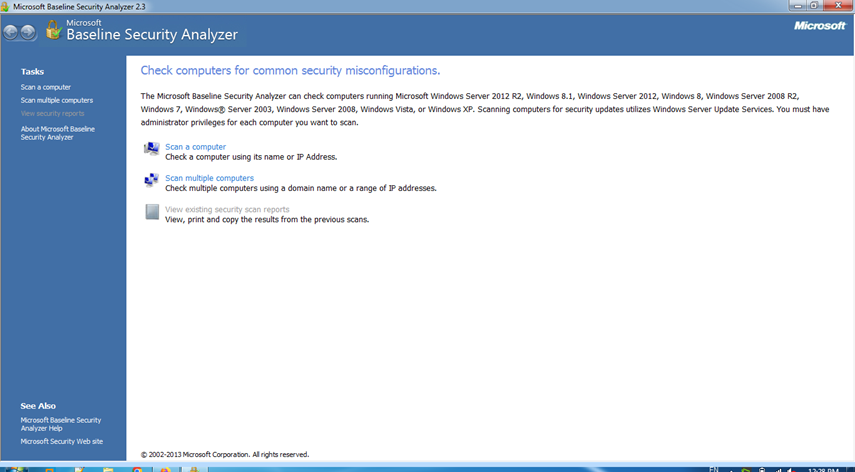 Microsoft Baseline Security Analyzer 2.3
Microsoft
Baseline Security Analyzer
Microsoft
Tasks
Scan a computer
Scan multiple computers
View security reports
About Microsoft Baseline
Security Analyzer
See Also
Microsoft Baseline Security
Analyzer Help
Microsoft Security Web site
Check computers for common security misconfigurations.
The Microsoft Baseline Security Analyzer can check computers running Microsoft Windows Server 2012 R2, Windows 8.1, Windows Server 2012, Windows 8, Windows Server 2008 R2,
Windows 7, Windows® Server 2003, Windows Server 2008, Windows Vista, or Windows XP. Scanning computers for security updates utilizes Windows Server Update Services. You must have
administrator privileges for each computer you want to scan.
Scan a computer
Check a computer using its name or IP Address.
Scan multiple computers
Check multiple computers using a domain name or a range of IP addresses.
View existing security scan reports
View, print and copy the results from the previous scans.
© 2002-2013 Microsoft Corporation. All rights reserved.
EN
12:28 PM